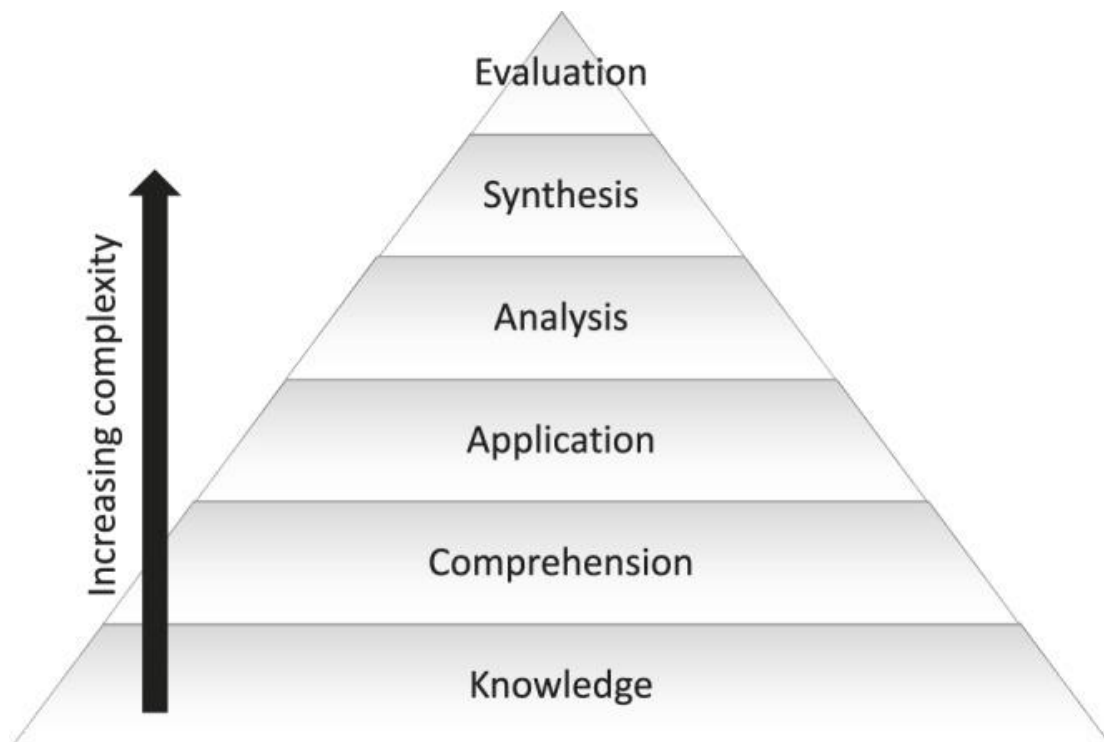 Evaluation
Synthesis
Analysis
Application
Comprehension
Knowledge
Increasing complexity